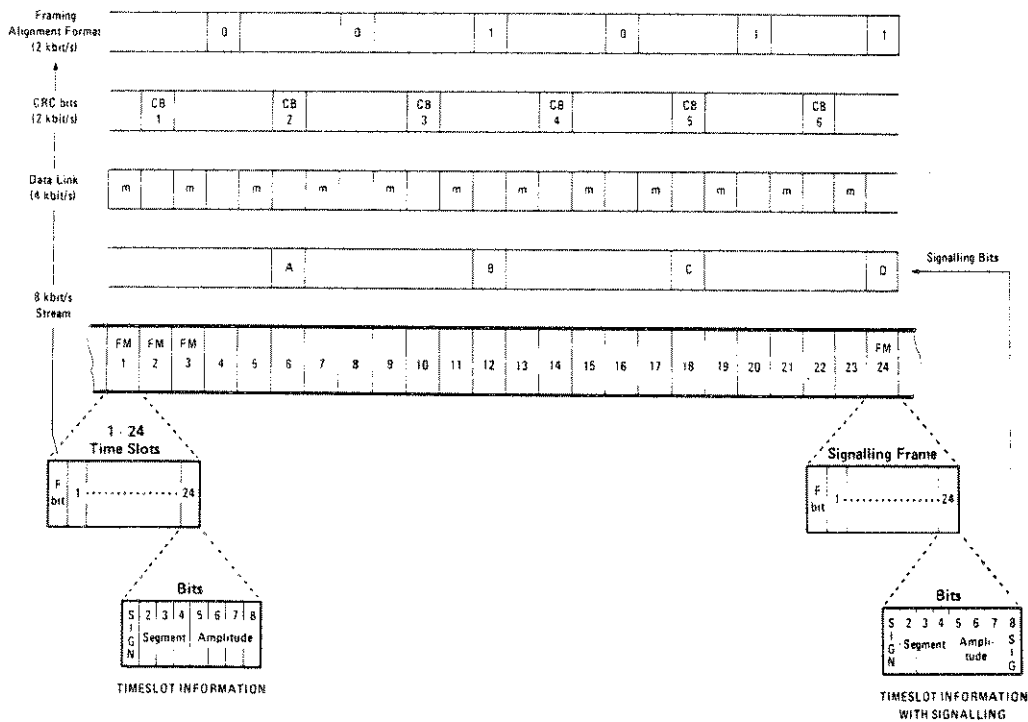 Framing
Alignment Format
(2 kbit/s)
0 0 1 0 1 1
CRC bits
(2 kbit/s)
CB CB CB CB CB CB
1 2 3 4 5 6
Data Link
(4 kbit/s)
m m m m m m m m m m m m
A B C D
Signalling Bits
8 kbit/s
Stream
FM FM FM FM
1 2 3 4 5 6 7 8 9 10 11 12 13 14 15 16 17 18 19 20 21 22 23 24
1 - 24
Time Slots
F
bit
1 24
Signalling Frame
F
bit
1 24
Bits
SIGN 2 3 4 5 6 7 8
Segment Amplitude
TIMESLOT INFORMATION
Bits
SIGN 2 3 4 5 6 7 8 SIG
Segment Ampli-
tude
TIMESLOT INFORMATION
WITH SIGNALLING